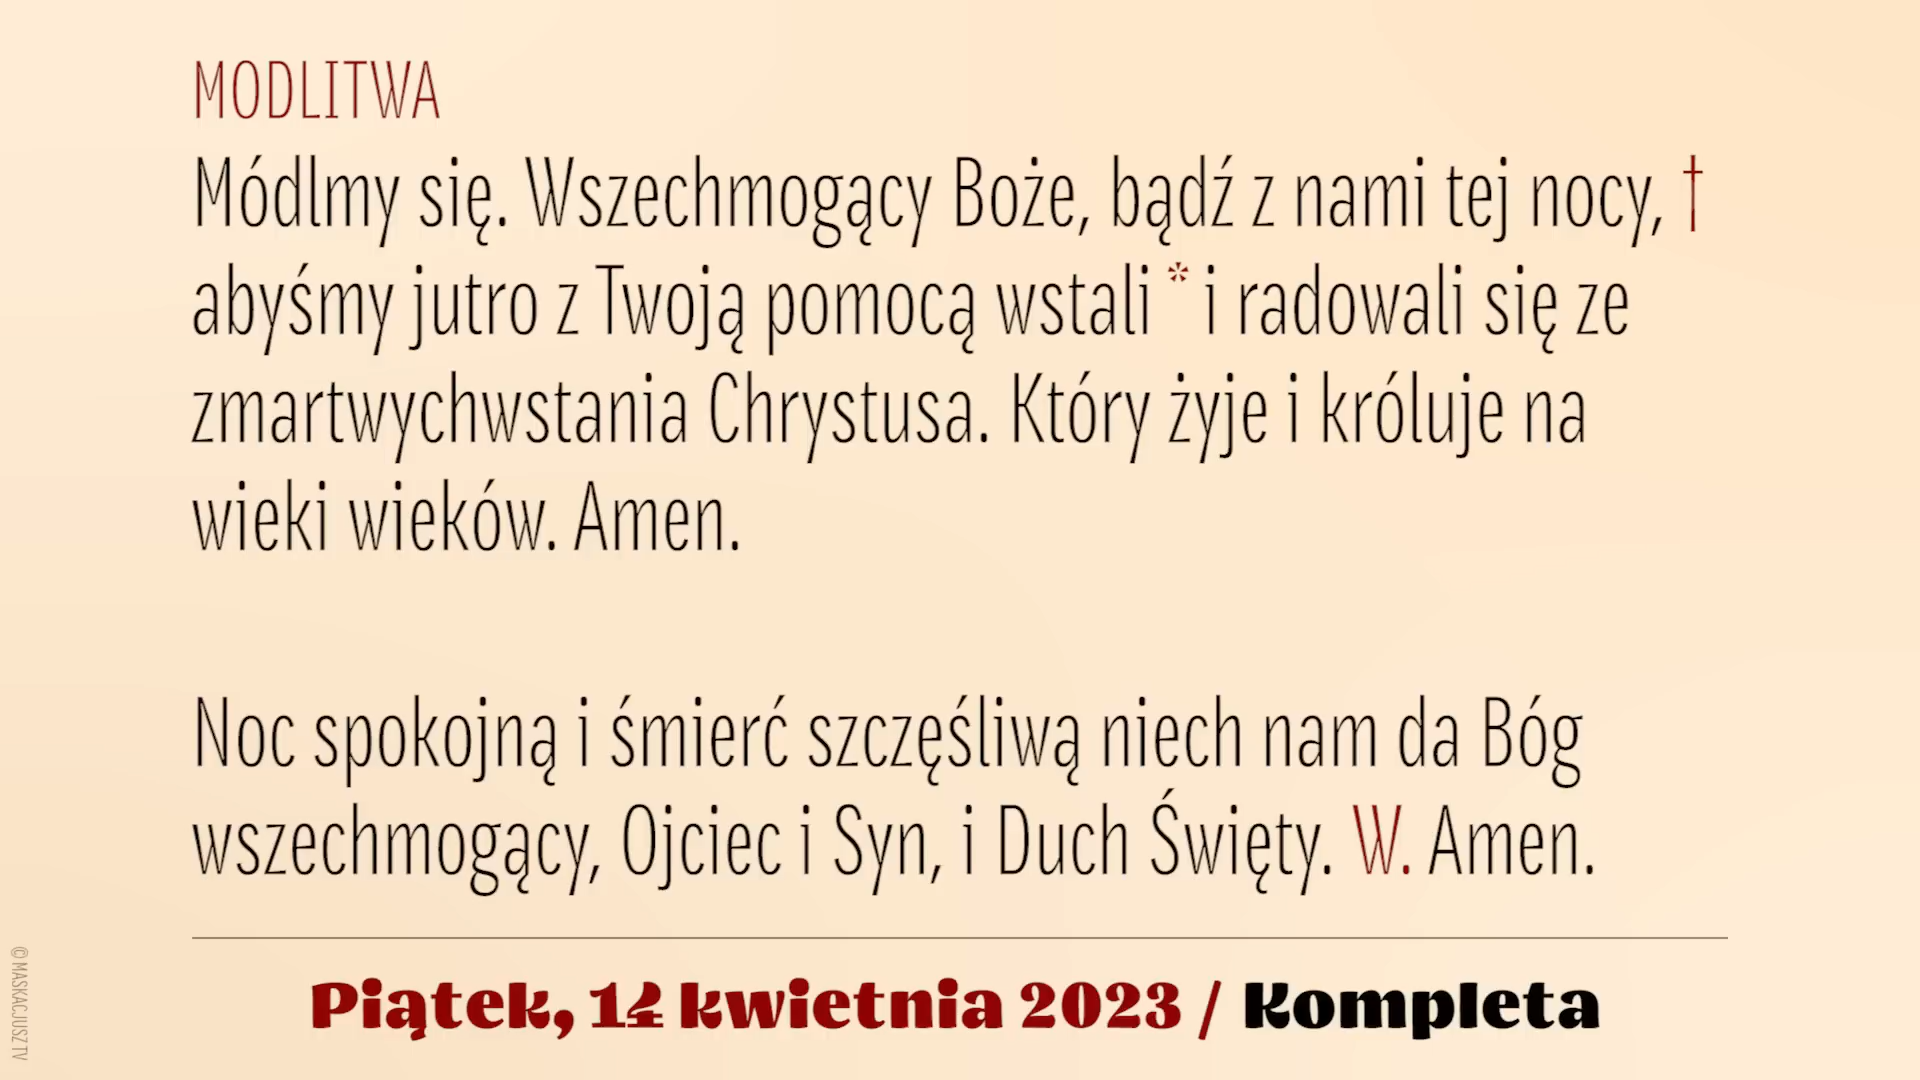 MODLITWA
Módlmy się. Wszechmogący Boże, bądź z nami tej nocy, †
abyśmy jutro z Twoją pomocą wstali * i radowali się ze
zmartwychwstania Chrystusa. Który żyje i króluje na
wieki wieków. Amen.
Noc spokojną i śmierć szczęśliwą niech nam da Bóg
wszechmogący, Ojciec i Syn, i Duch Święty. W. Amen.
Piątek, 14 kwietnia 2023 / Kompleta
© MASKACJUSZ TV